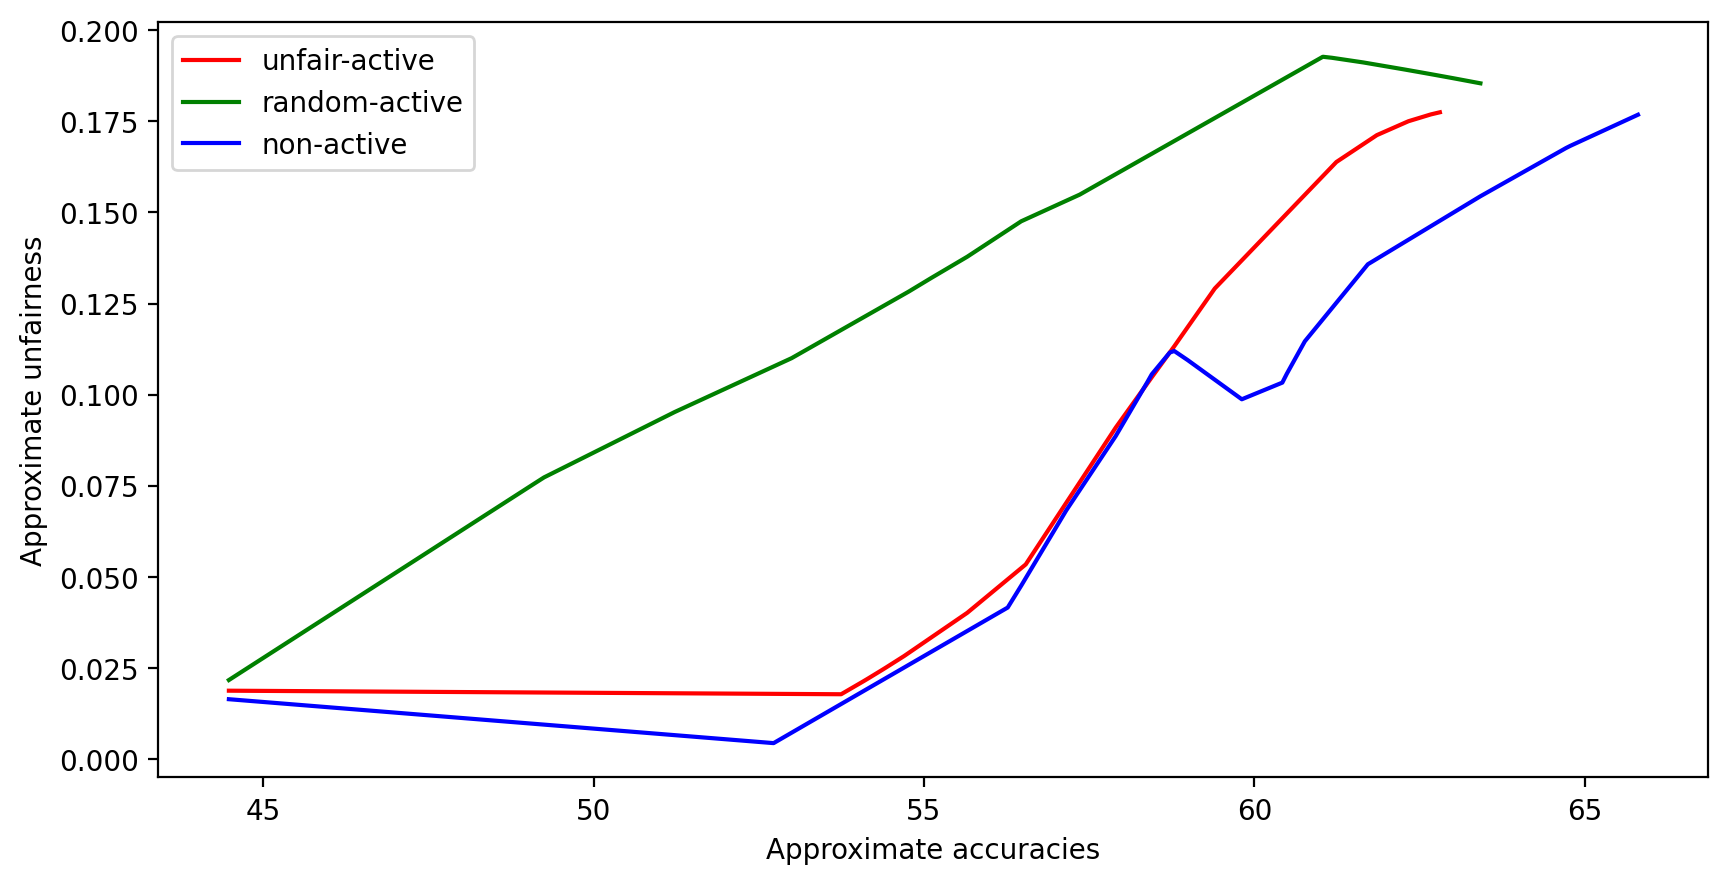 unfair-active
random-active
non-active
Approximate unfairness
0.200
0.175
0.150
0.125
0.100
0.075
0.050
0.025
0.000
45 50 55 60 65
Approximate accuracies